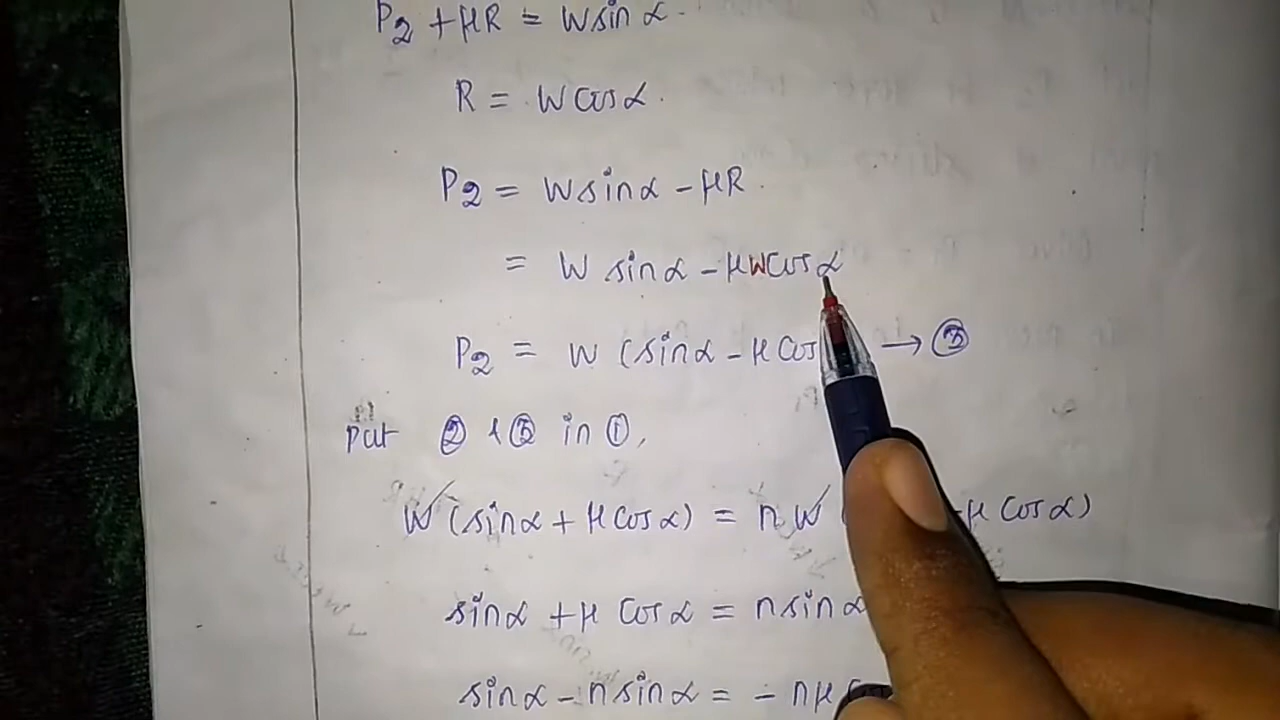 P2 + μR = W sin α.
R = W cos α.
P2 = W sin α - μR.
= W sin α - μW cos α
P2 = W (sin α - μ cos → ③
put ② & ③ in ①,
W (sin α + μ cos α) = n W ( - μ cos α)
sin α + μ cos α = n sin α
sin α - n sin α = - n μ